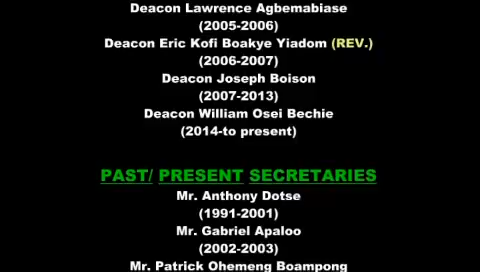 Deacon Lawrence Agbemabiase
(2005-2006)
Deacon Eric Kofi Boakye Yiadom (REV.)
(2006-2007)
Deacon Joseph Boison
(2007-2013)
Deacon William Osei Bechie
(2014-to present)
PAST/ PRESENT SECRETARIES
Mr. Anthony Dotse
(1991-2001)
Mr. Gabriel Apaloo
(2002-2003)
Mr. Patrick Ohemeng Boampong